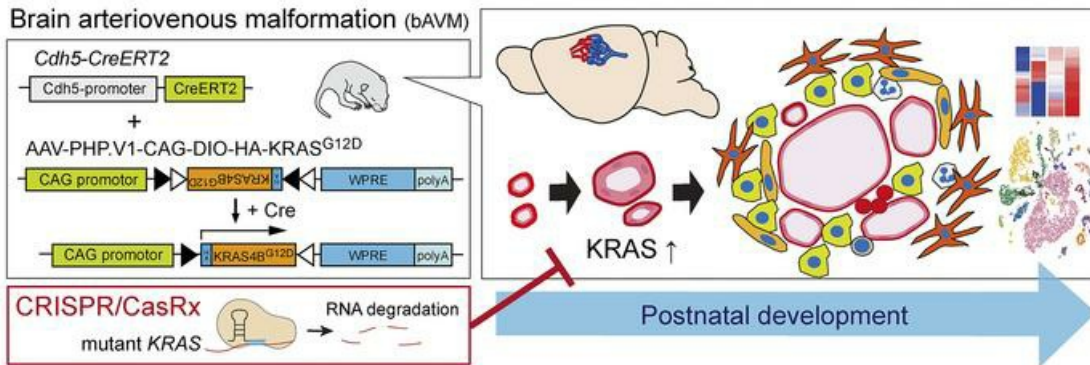 Brain arteriovenous malformation (bAVM)
Cdh5-CreERT2
Cdh5-promoter CreERT2
+
AAV-PHP.V1-CAG-DIO-HA-KRASG12D
CAG promotor KRAS4BG12D WPRE polyA
+ Cre
CAG promotor KRAS4BG12D WPRE polyA
CRISPR/CasRx
mutant KRAS
RNA degradation
KRAS ↑
Postnatal development